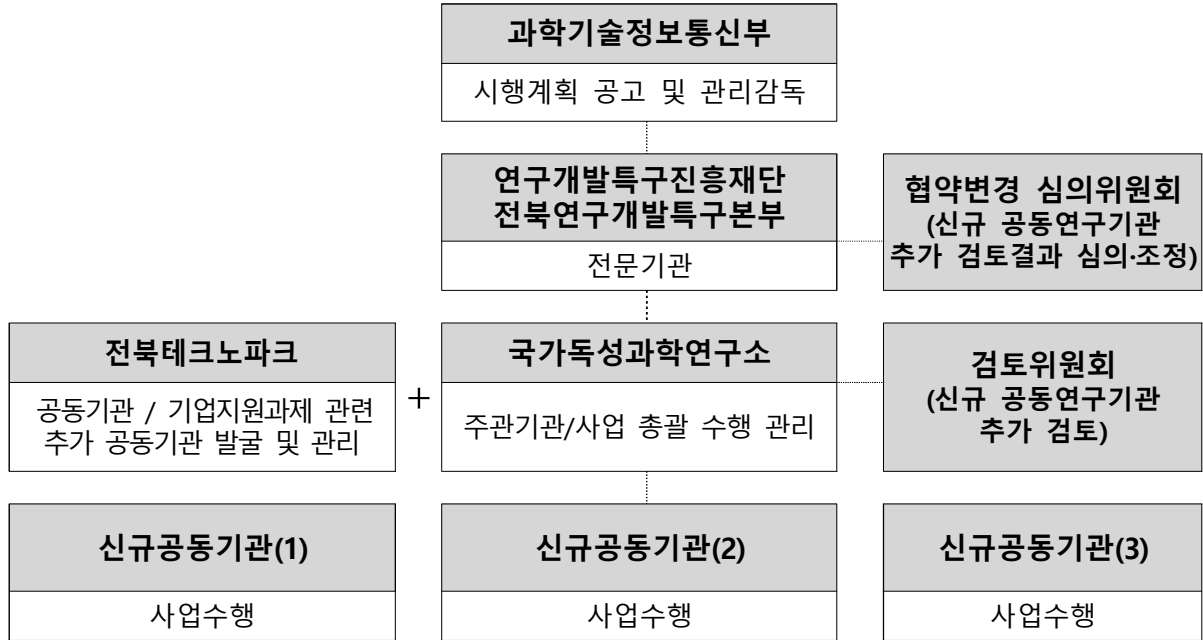 과학기술정보통신부
시행계획 공고 및 관리감독
연구개발특구진흥재단
전북연구개발특구본부
전문기관
협약변경 심의위원회
(신규 공동연구기관
추가 검토결과 심의·조정)
전북테크노파크
공동기관 / 기업지원과제 관련
추가 공동기관 발굴 및 관리
+
국가독성과학연구소
주관기관/사업 총괄 수행 관리
검토위원회
(신규 공동연구기관
추가 검토)
신규공동기관(1)
사업수행
신규공동기관(2)
사업수행
신규공동기관(3)
사업수행